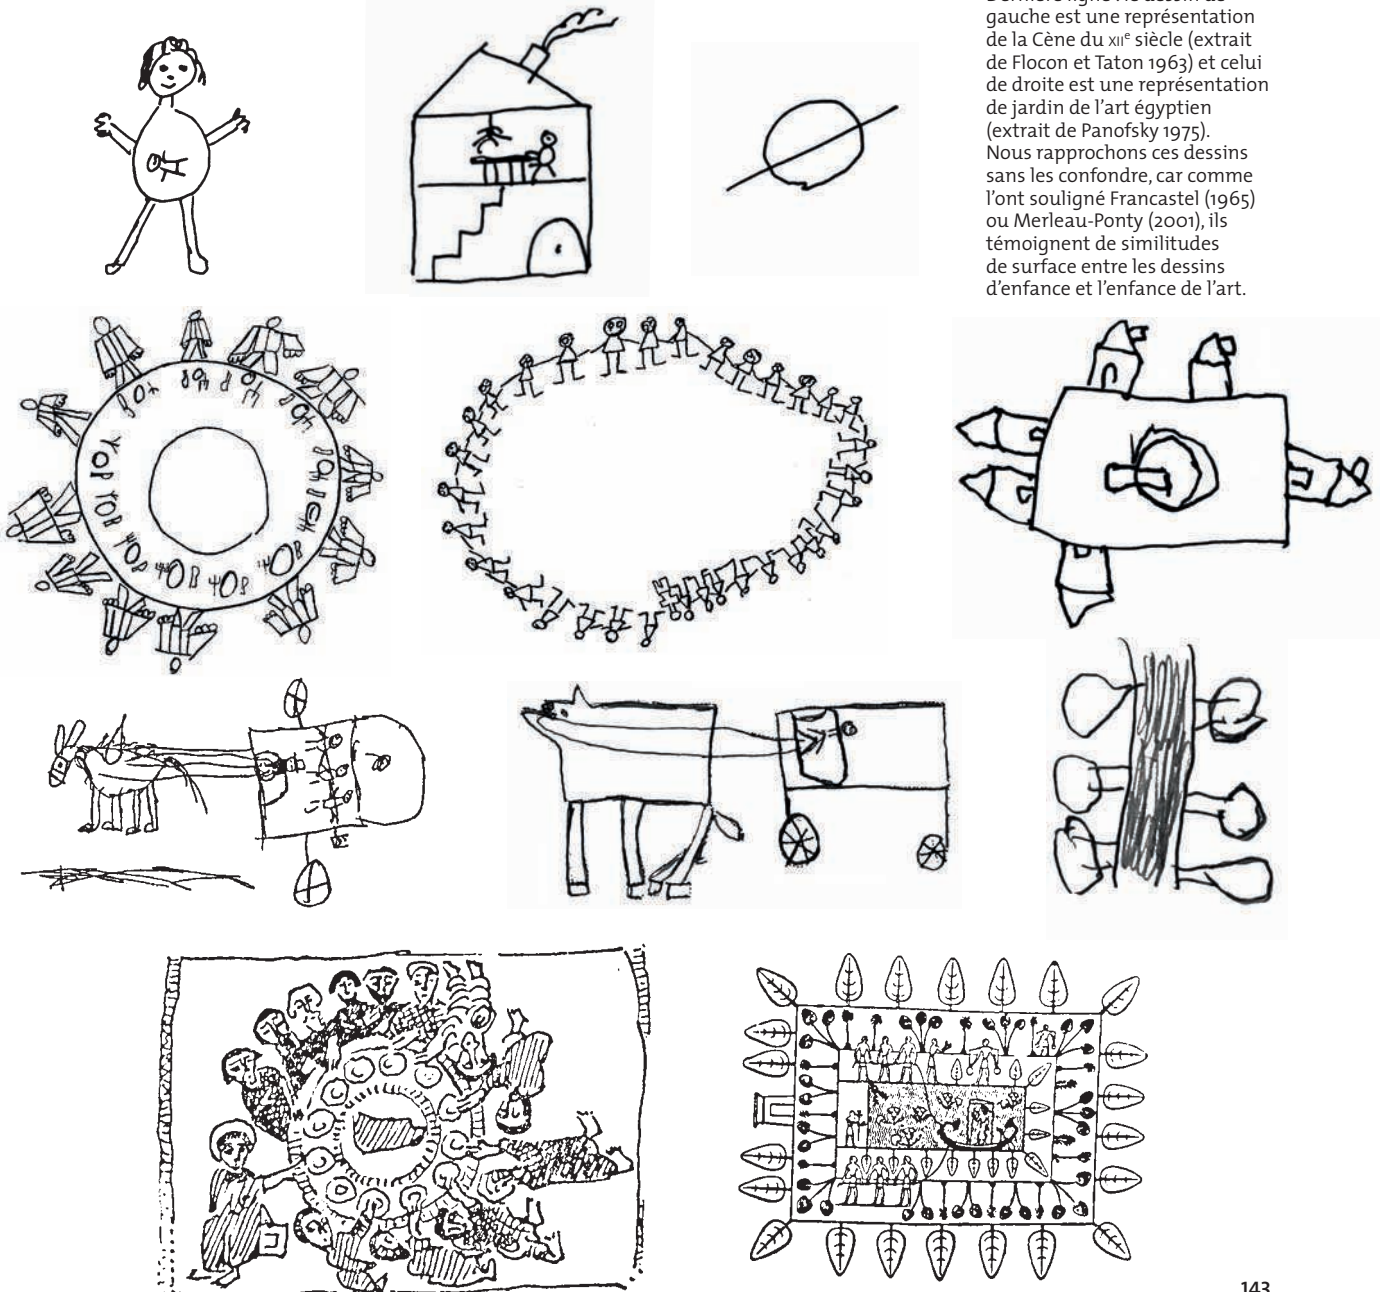 gauche est une représentation
de la Cène du XIIe siècle (extrait
de Flocon et Taton 1963) et celui
de droite est une représentation
de jardin de l’art égyptien
(extrait de Panofsky 1975).
Nous rapprochons ces dessins
sans les confondre, car comme
l’ont souligné Francastel (1965)
ou Merleau-Ponty (2001), ils
témoignent de similitudes
de surface entre les dessins
d’enfance et l’enfance de l’art.
143